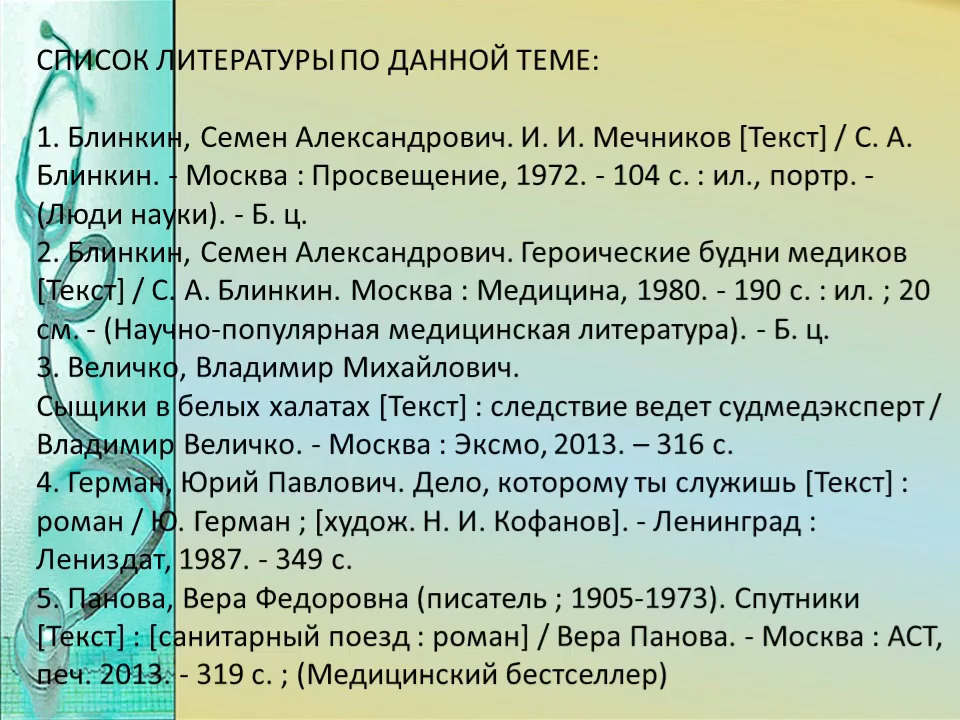 СПИСОК ЛИТЕРАТУРЫ ПО ДАННОЙ ТЕМЕ:
1. Блинкин, Семен Александрович. И. И. Мечников [Текст] / С. А.
Блинкин. - Москва : Просвещение, 1972. - 104 с. : ил., портр. -
(Люди науки). - Б. ц.
2. Блинкин, Семен Александрович. Героические будни медиков
[Текст] / С. А. Блинкин. Москва : Медицина, 1980. - 190 с. : ил. ; 20
см. - (Научно-популярная медицинская литература). - Б. ц.
3. Величко, Владимир Михайлович.
Сыщики в белых халатах [Текст] : следствие ведет судмедэксперт /
Владимир Величко. - Москва : Эксмо, 2013. – 316 с.
4. Герман, Юрий Павлович. Дело, которому ты служишь [Текст] :
роман / Ю. Герман ; [худож. Н. И. Кофанов]. - Ленинград :
Лениздат, 1987. - 349 с.
5. Панова, Вера Федоровна (писатель ; 1905-1973). Спутники
[Текст] : [санитарный поезд : роман] / Вера Панова. - Москва : АСТ,
печ. 2013. - 319 с. ; (Медицинский бестселлер)